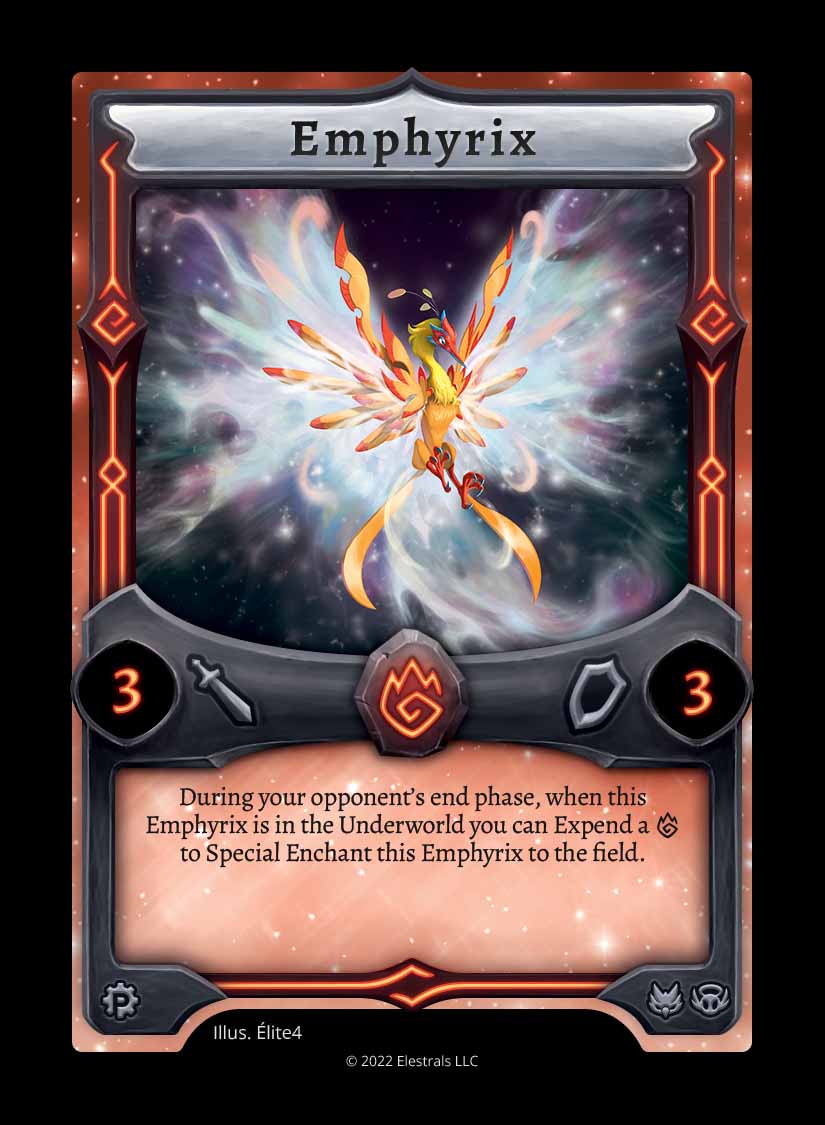 Emphyrix
3
3
During your opponent's end phase, when this
Emphyrix is in the Underworld you can Expend a
to Special Enchant this Emphyrix to the field.
P
Illus. Élite4
© 2022 Elestrals LLC